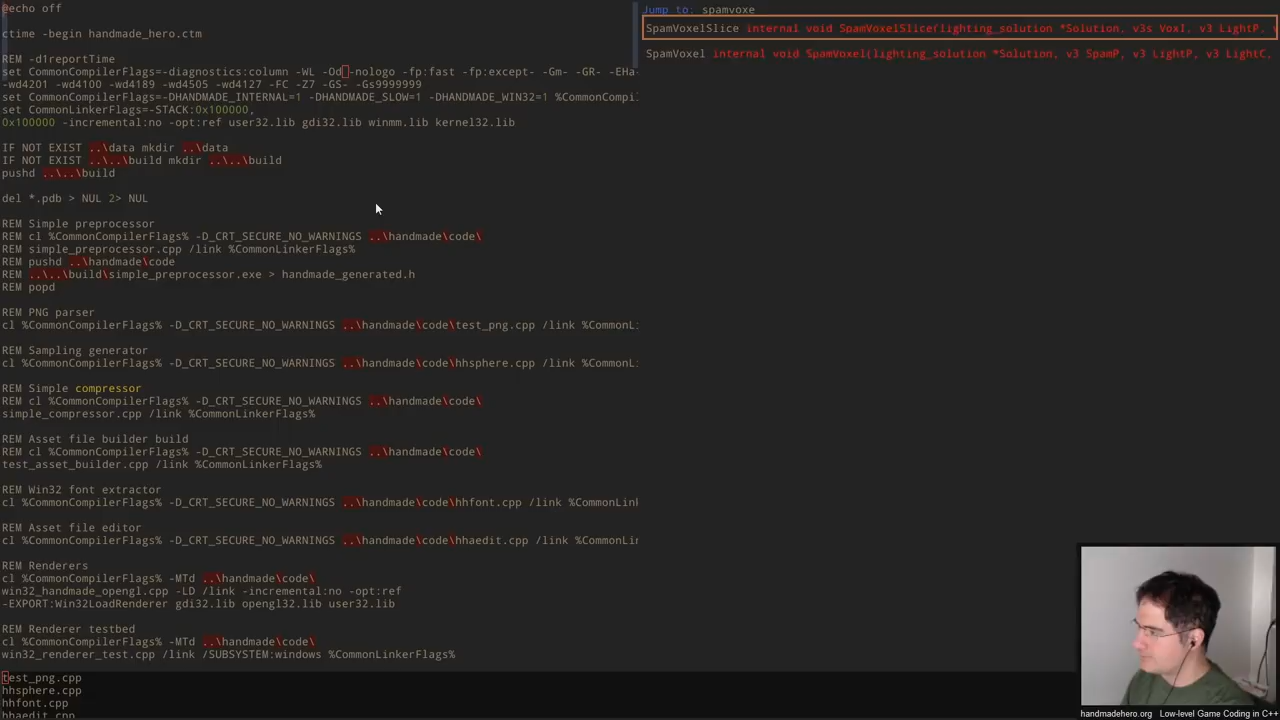 @echo off
ctime -begin handmade_hero.ctm
REM -d1reportTime
set CommonCompilerFlags=-diagnostics:column -WL -Od -nologo -fp:fast -fp:except- -Gm- -GR- -EHa-
-wd4201 -wd4100 -wd4189 -wd4505 -wd4127 -FC -Z7 -GS- -Gs9999999
set CommonCompilerFlags=-DHANDMADE_INTERNAL=1 -DHANDMADE_SLOW=1 -DHANDMADE_WIN32=1 %CommonCompil
set CommonLinkerFlags=-STACK:0x100000,
0x100000 -incremental:no -opt:ref user32.lib gdi32.lib winmm.lib kernel32.lib
IF NOT EXIST ..\data mkdir ..\data
IF NOT EXIST ..\..\build mkdir ..\..\build
pushd ..\..\build
del *.pdb > NUL 2> NUL
REM Simple preprocessor
REM cl %CommonCompilerFlags% -D_CRT_SECURE_NO_WARNINGS ..\handmade\code\
REM simple_preprocessor.cpp /link %CommonLinkerFlags%
REM pushd ..\handmade\code
REM ..\..\build\simple_preprocessor.exe > handmade_generated.h
REM popd
REM PNG parser
cl %CommonCompilerFlags% -D_CRT_SECURE_NO_WARNINGS ..\handmade\code\test_png.cpp /link %CommonLi
REM Sampling generator
cl %CommonCompilerFlags% -D_CRT_SECURE_NO_WARNINGS ..\handmade\code\hhsphere.cpp /link %CommonLi
REM Simple compressor
REM cl %CommonCompilerFlags% -D_CRT_SECURE_NO_WARNINGS ..\handmade\code\
simple_compressor.cpp /link %CommonLinkerFlags%
REM Asset file builder build
REM cl %CommonCompilerFlags% -D_CRT_SECURE_NO_WARNINGS ..\handmade\code\
test_asset_builder.cpp /link %CommonLinkerFlags%
REM Win32 font extractor
cl %CommonCompilerFlags% -D_CRT_SECURE_NO_WARNINGS ..\handmade\code\hhfont.cpp /link %CommonLink
REM Asset file editor
cl %CommonCompilerFlags% -D_CRT_SECURE_NO_WARNINGS ..\handmade\code\hhaedit.cpp /link %CommonLin
REM Renderers
cl %CommonCompilerFlags% -MTd ..\handmade\code\
win32_handmade_opengl.cpp -LD /link -incremental:no -opt:ref
-EXPORT:Win32LoadRenderer gdi32.lib opengl32.lib user32.lib
REM Renderer testbed
cl %CommonCompilerFlags% -MTd ..\handmade\code\
win32_renderer_test.cpp /link /SUBSYSTEM:windows %CommonLinkerFlags%
test_png.cpp
hhsphere.cpp
hhfont.cpp
hhaedit.cpp
Jump to: spamvoxe
SpamVoxelSlice internal void SpamVoxelSlice(lighting_solution *Solution, v3s VoxI, v3 LightP, v
SpamVoxel internal void SpamVoxel(lighting_solution *Solution, v3 SpamP, v3 LightP, v3 LightC,
handmadehero.org Low-level Game Coding in C++